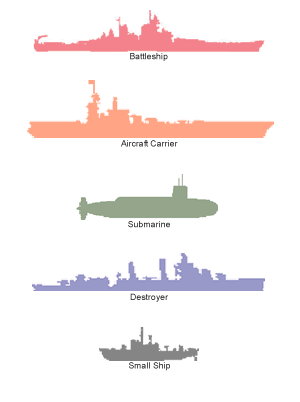 Battleship
Aircraft Carrier
Submarine
Destroyer
Small Ship